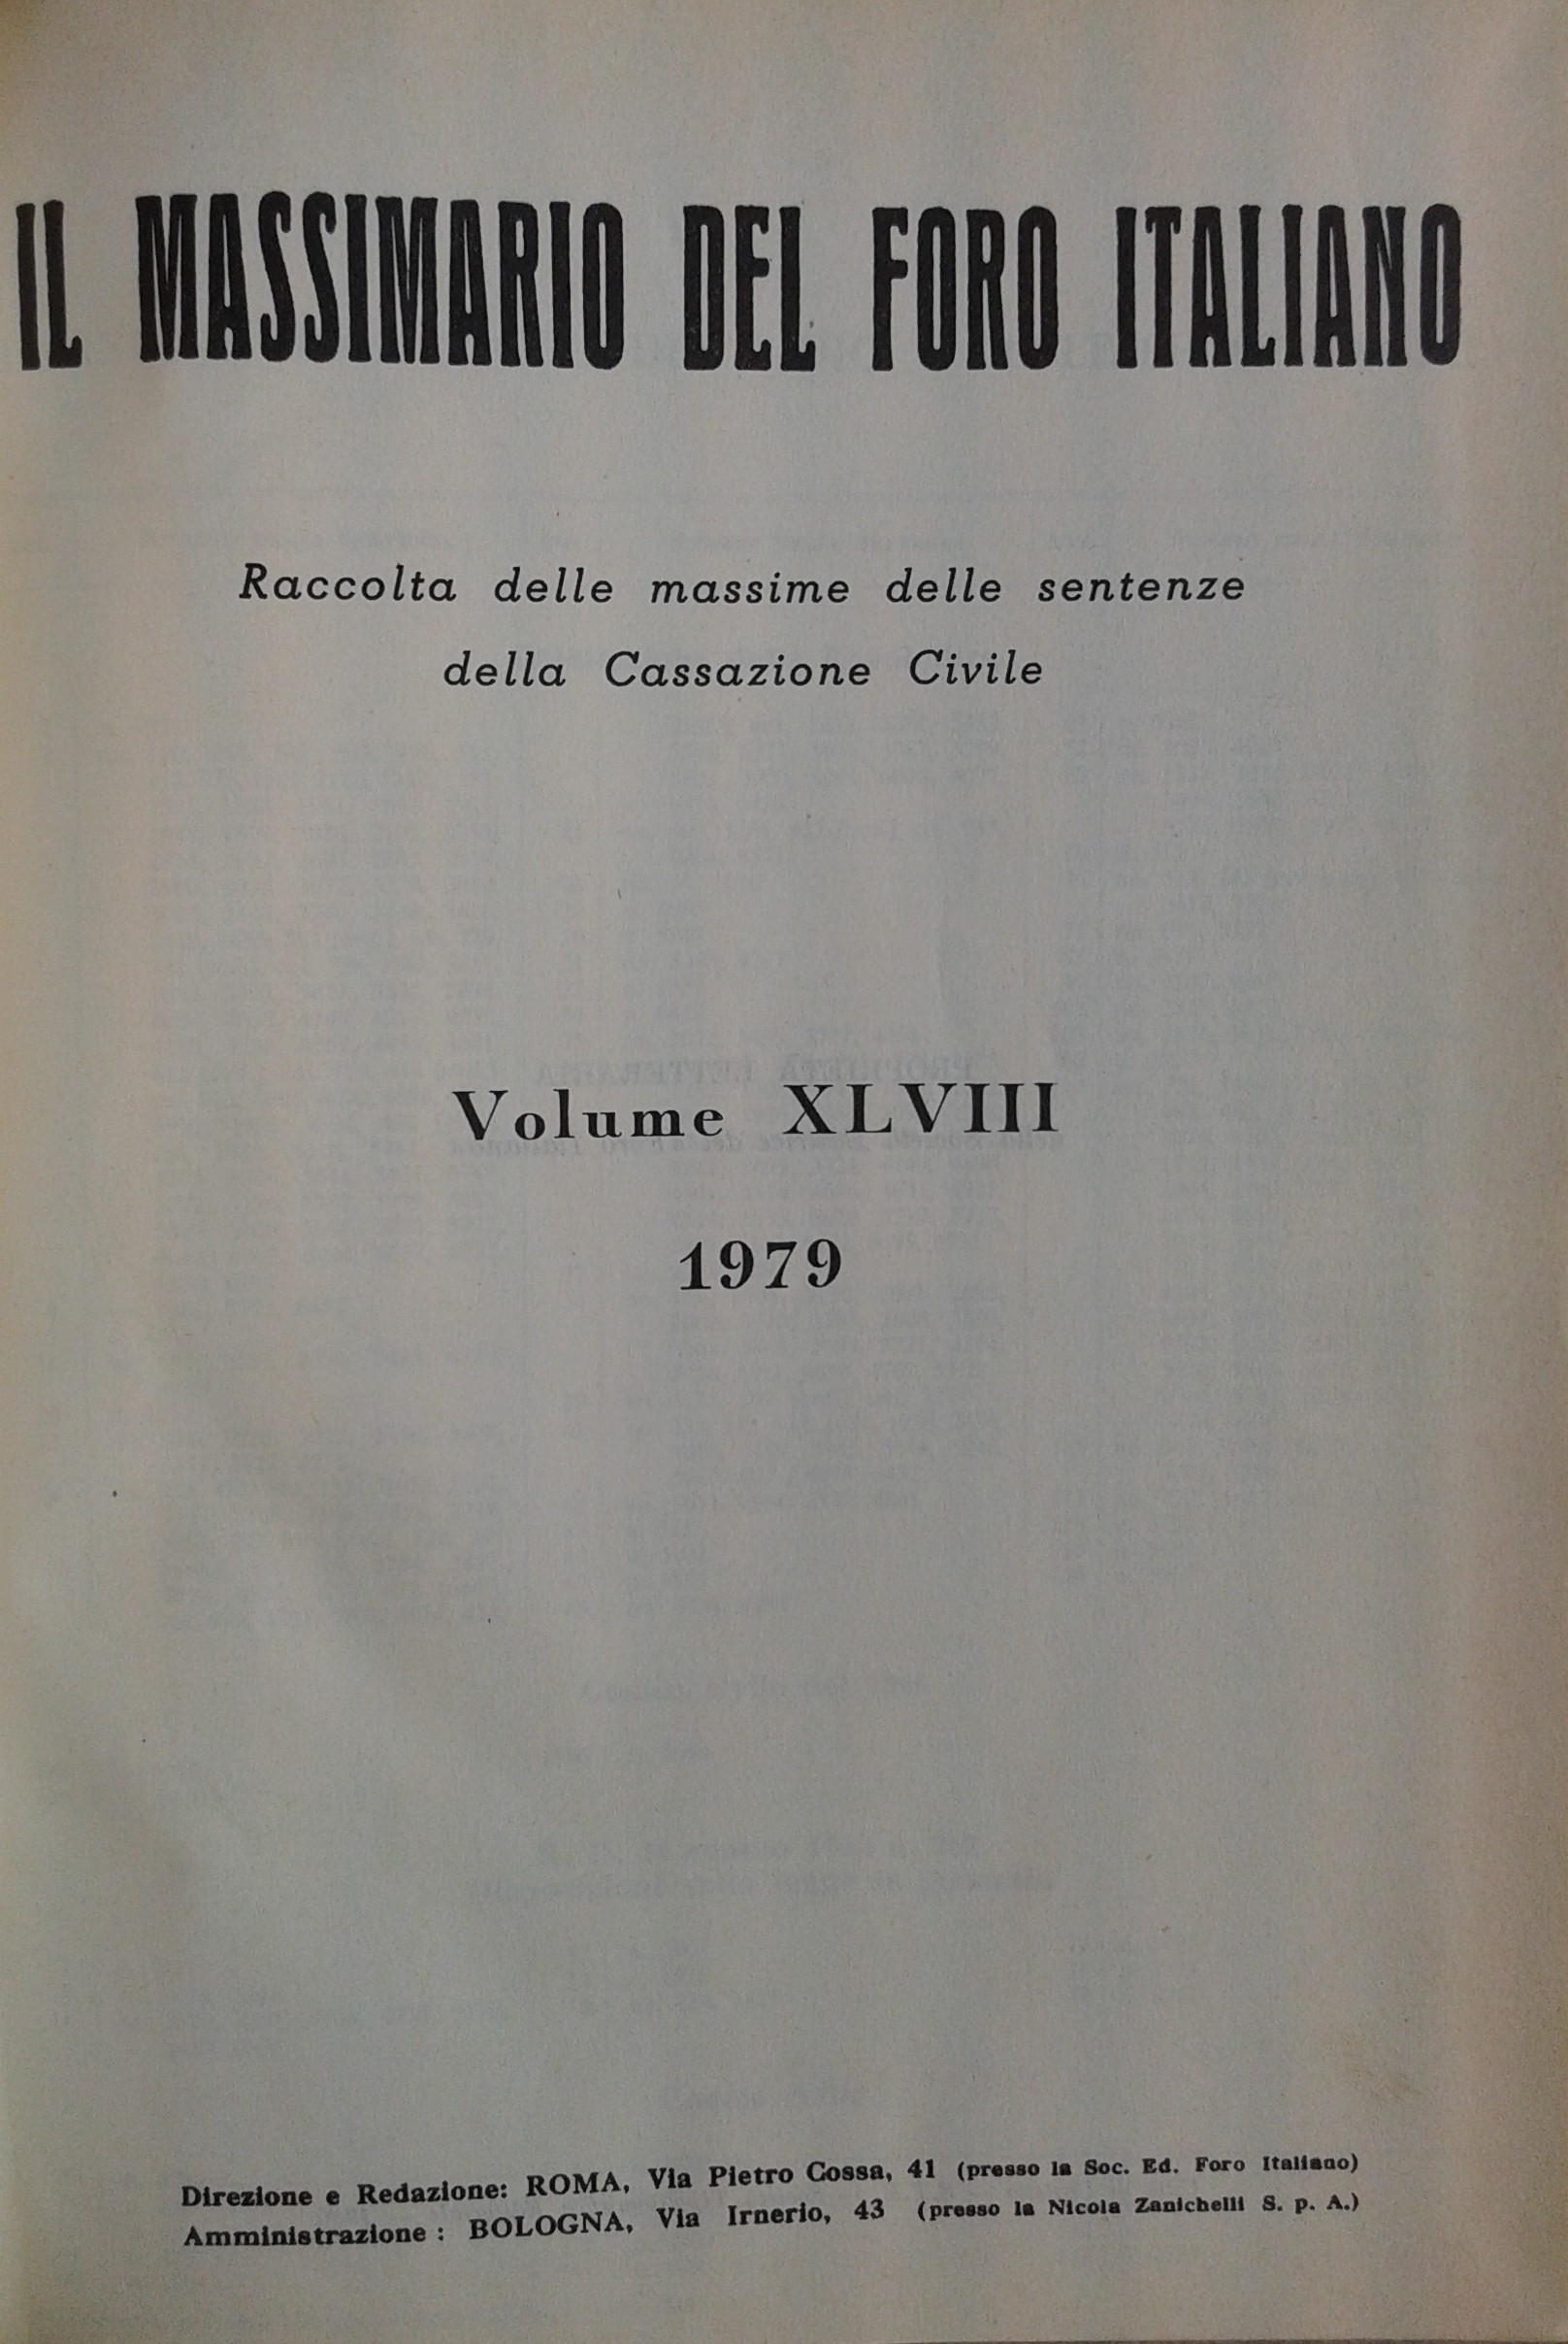 IL MASSIMARIO DEL FORO ITALIANO
Raccolta delle massime delle sentenze
della Cassazione Civile
Volume XLVIII
1979
Direzione e Redazione: ROMA, Via Pietro Cossa, 41 (presso la Soc. Ed. Foro Italiano)
Amministrazione : BOLOGNA, Via Irnerio, 43 (presso la Nicola Zanichelli S. p. A.)